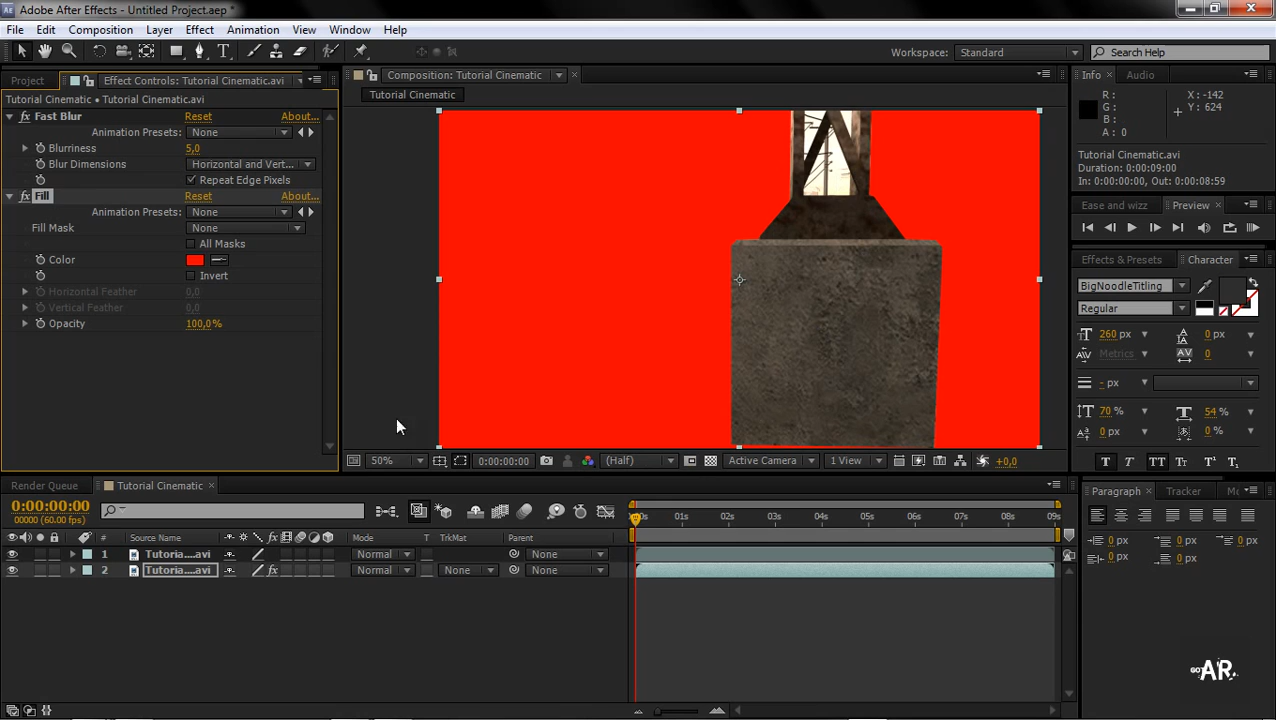 Adobe After Effects - Untitled Project.aep *
File Edit Composition Layer Effect Animation View Window Help
Workspace: Standard Search Help
Project Effect Controls: Tutorial Cinematic.avi Composition: Tutorial Cinematic Info Audio
Tutorial Cinematic • Tutorial Cinematic.avi
Tutorial Cinematic
Fast Blur Reset About...
Animation Presets: None
Blurriness 5,0
Blur Dimensions Horizontal and Vert...
Repeat Edge Pixels
Fill Reset About...
Animation Presets: None
Fill Mask None
All Masks
Color
Invert
Horizontal Feather 0,0
Vertical Feather 0,0
Opacity 100,0%
R : X : -142
G : Y : 624
B :
A : 0
Tutorial Cinematic.avi
Duration: 0:00:09:00
In: 0:00:00:00, Out: 0:00:08:59
Ease and wizz Preview
Effects & Presets Character
BigNoodleTitling
Regular
260 px 0 px
Metrics 0
- px
70 % 54 %
0 px 0 %
T T TT Tt T¹ T₁
50% 0:00:00:00 (Half) Active Camera 1 View +0,0
Render Queue Tutorial Cinematic
0:00:00:00
00000 (60.00 fps)
00s 01s 02s 03s 04s 05s 06s 07s 08s 09s
# Source Name Mode T TrkMat Parent
1 Tutoria....avi Normal None
2 Tutoria....avi Normal None None
Paragraph Tracker
0 px 0 px 0 px
0 px 0 px
AR